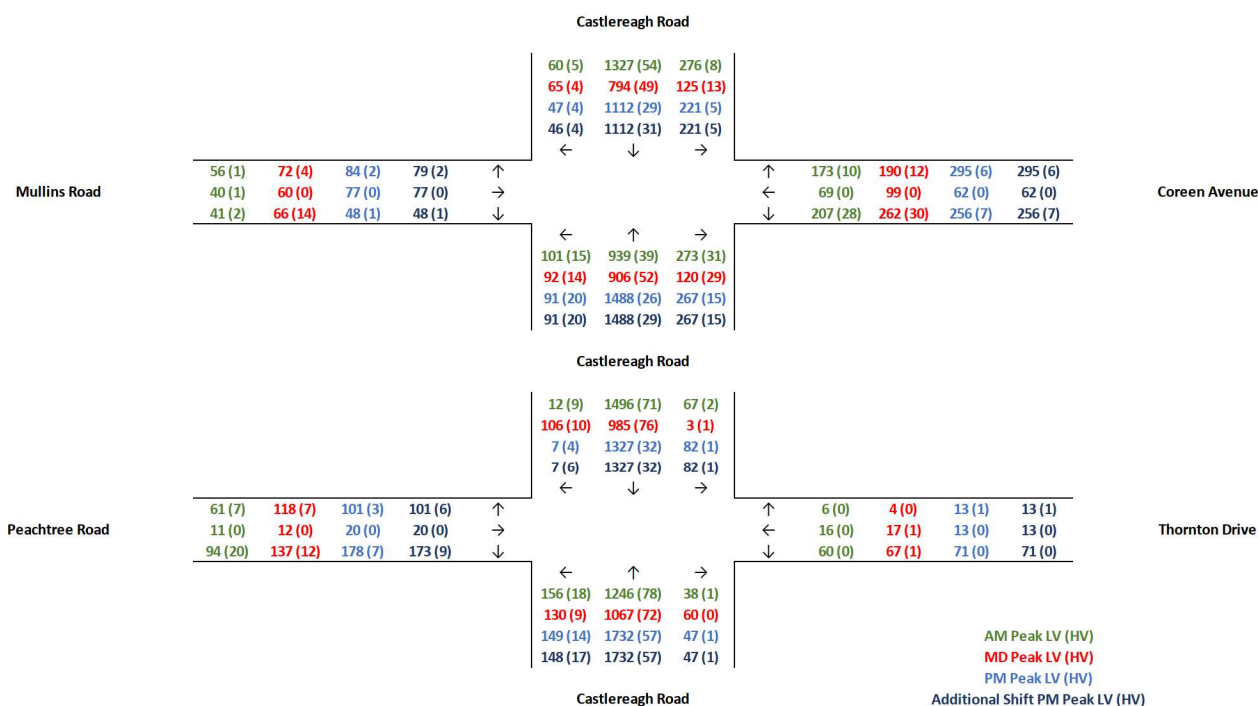 Castlereagh Road
60 (5) 1327 (54) 276 (8)
65 (4) 794 (49) 125 (13)
47 (4) 1112 (29) 221 (5)
46 (4) 1112 (31) 221 (5)
← ↓ →
Mullins Road
56 (1) 72 (4) 84 (2) 79 (2) ↑
40 (1) 60 (0) 77 (0) 77 (0) →
41 (2) 66 (14) 48 (1) 48 (1) ↓
↑ 173 (10) 190 (12) 295 (6) 295 (6)
← 69 (0) 99 (0) 62 (0) 62 (0)
↓ 207 (28) 262 (30) 256 (7) 256 (7)
Coreen Avenue
← ↑ →
101 (15) 939 (39) 273 (31)
92 (14) 906 (52) 120 (29)
91 (20) 1488 (26) 267 (15)
91 (20) 1488 (29) 267 (15)
Castlereagh Road
12 (9) 1496 (71) 67 (2)
106 (10) 985 (76) 3 (1)
7 (4) 1327 (32) 82 (1)
7 (6) 1327 (32) 82 (1)
← ↓ →
Peachtree Road
61 (7) 118 (7) 101 (3) 101 (6) ↑
11 (0) 12 (0) 20 (0) 20 (0) →
94 (20) 137 (12) 178 (7) 173 (9) ↓
↑ 6 (0) 4 (0) 13 (1) 13 (1)
← 16 (0) 17 (1) 13 (0) 13 (0)
↓ 60 (0) 67 (1) 71 (0) 71 (0)
Thornton Drive
← ↑ →
156 (18) 1246 (78) 38 (1)
130 (9) 1067 (72) 60 (0)
149 (14) 1732 (57) 47 (1)
148 (17) 1732 (57) 47 (1)
Castlereagh Road
AM Peak LV (HV)
MD Peak LV (HV)
PM Peak LV (HV)
Additional Shift PM Peak LV (HV)